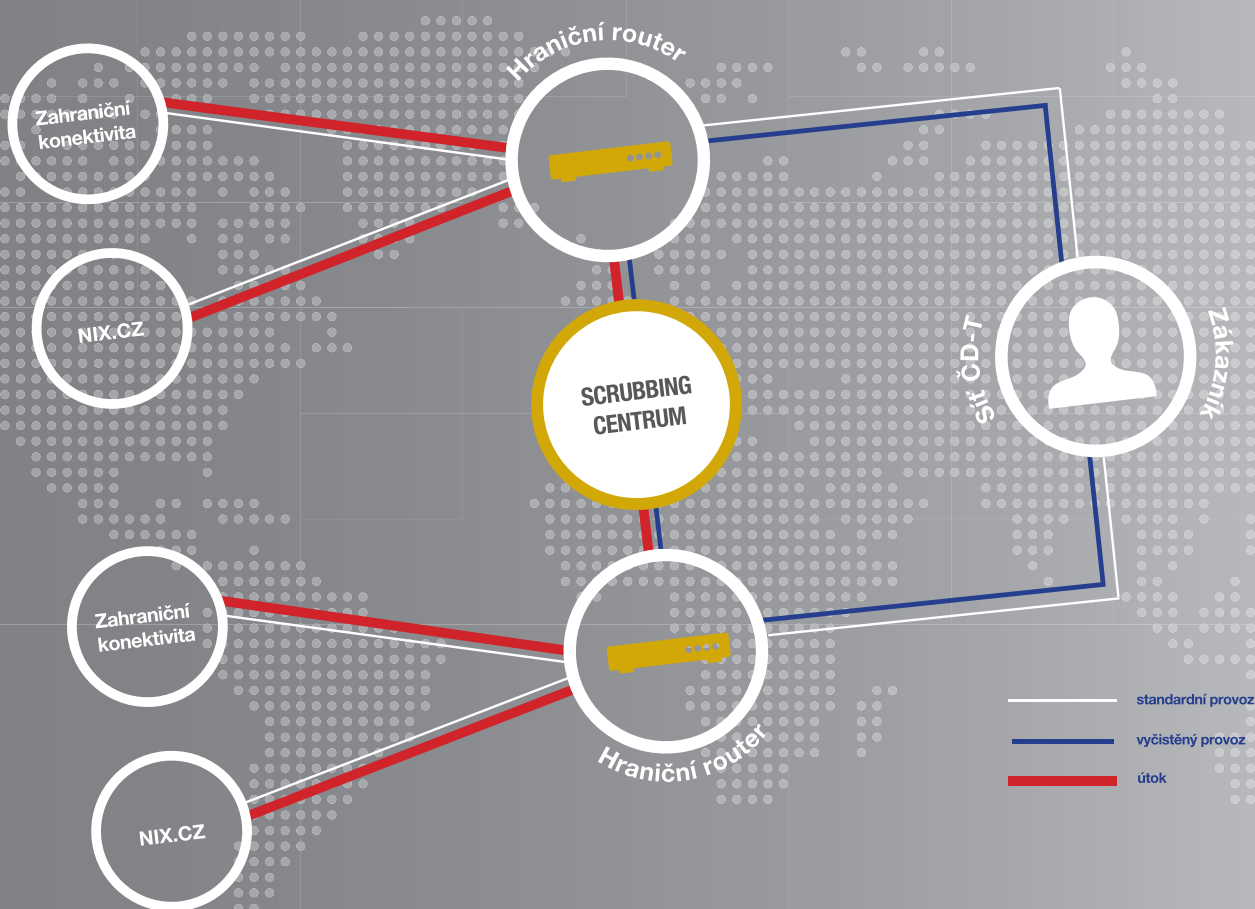 Hraniční router
Zahraniční
konektivita
NIX.CZ
SCRUBBING
CENTRUM
Síť ČD-T
Zákazník
Zahraniční
konektivita
NIX.CZ
Hraniční router
standardní provoz
vyčistěný provoz
útok